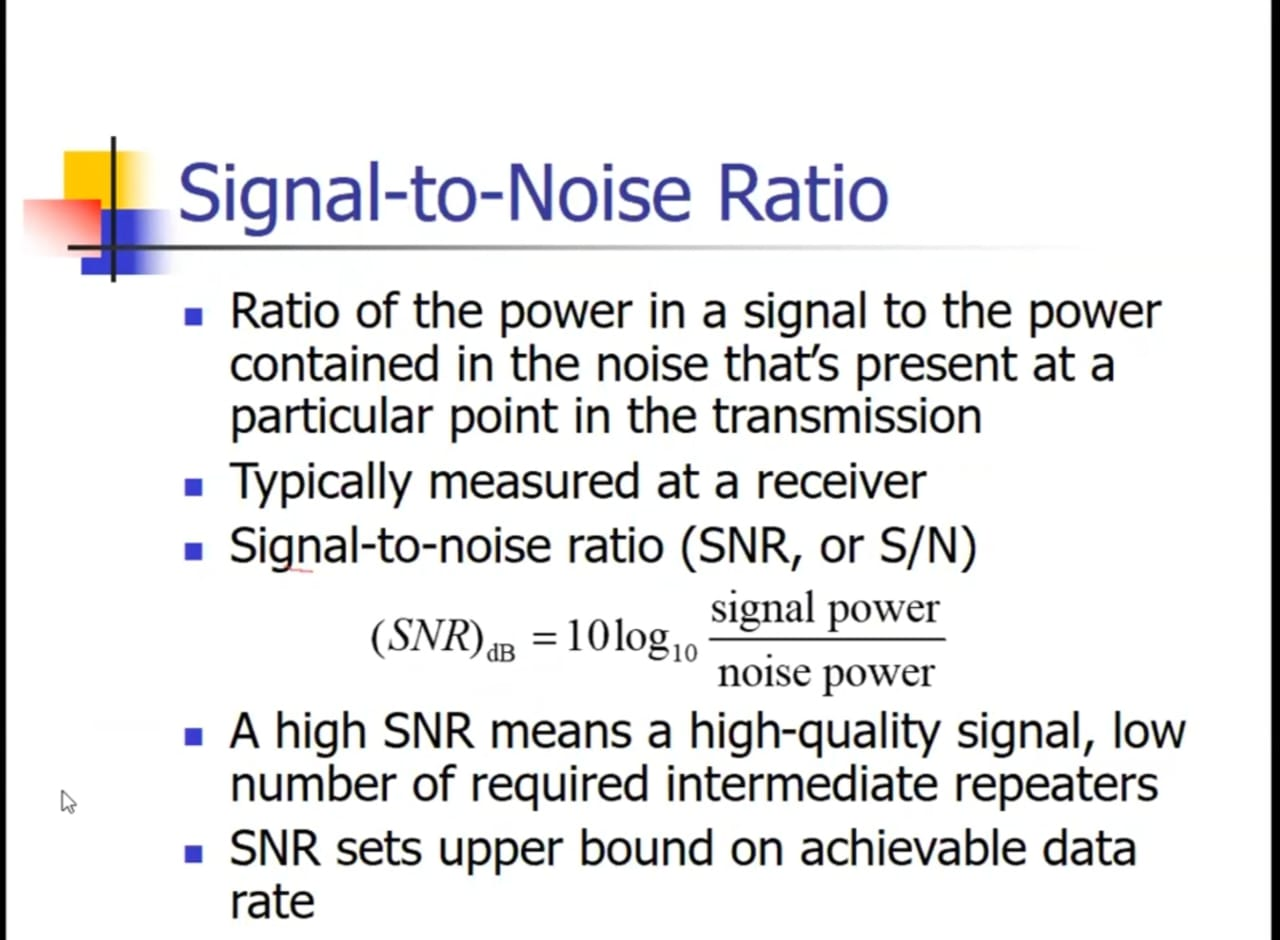 Signal-to-Noise Ratio
Ratio of the power in a signal to the power
contained in the noise that's present at a
particular point in the transmission
Typically measured at a receiver
Signal-to-noise ratio (SNR, or S/N)
(SNR)dB = 10 log10 signal power
noise power
A high SNR means a high-quality signal, low
number of required intermediate repeaters
SNR sets upper bound on achievable data
rate